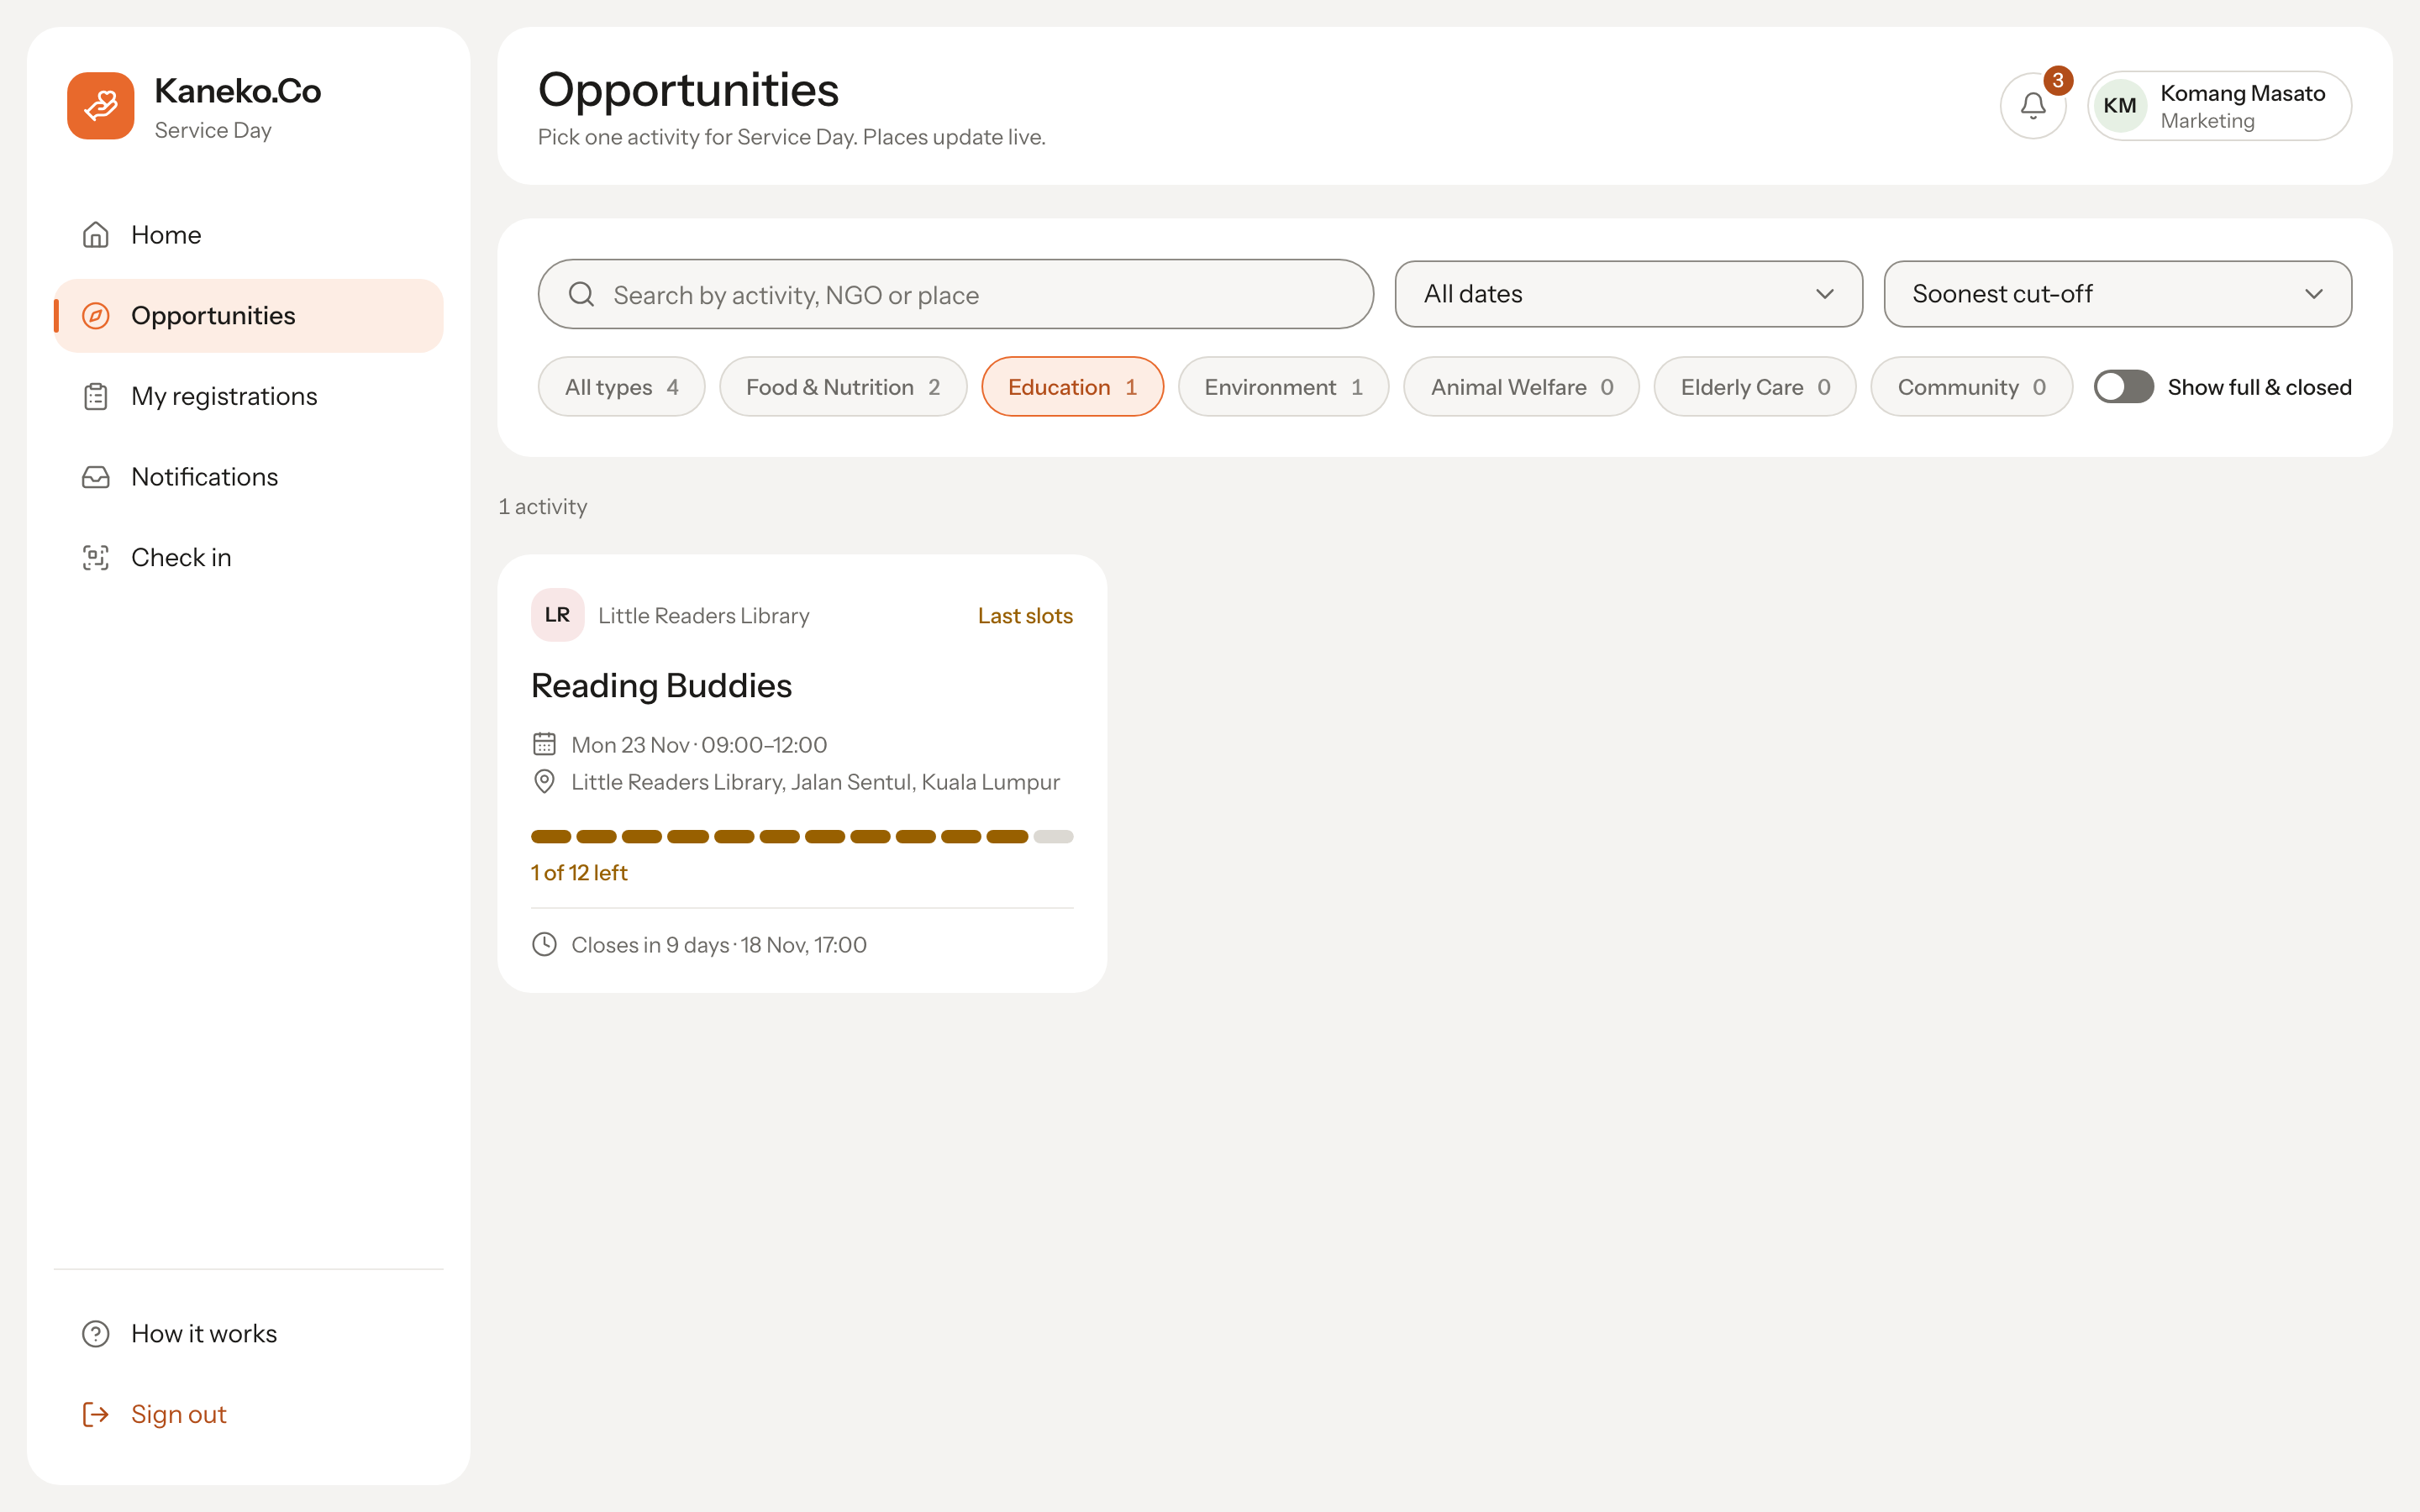 Kaneko.Co
Service Day
Home
Opportunities
My registrations
Notifications
Check in
How it works
Sign out
Opportunities
Pick one activity for Service Day. Places update live.
3
KM
Komang Masato
Marketing
Search by activity, NGO or place
All dates
Soonest cut-off
All types 4
Food & Nutrition 2
Education 1
Environment 1
Animal Welfare 0
Elderly Care 0
Community 0
Show full & closed
1 activity
LR
Little Readers Library
Last slots
Reading Buddies
Mon 23 Nov · 09:00–12:00
Little Readers Library, Jalan Sentul, Kuala Lumpur
1 of 12 left
Closes in 9 days · 18 Nov, 17:00